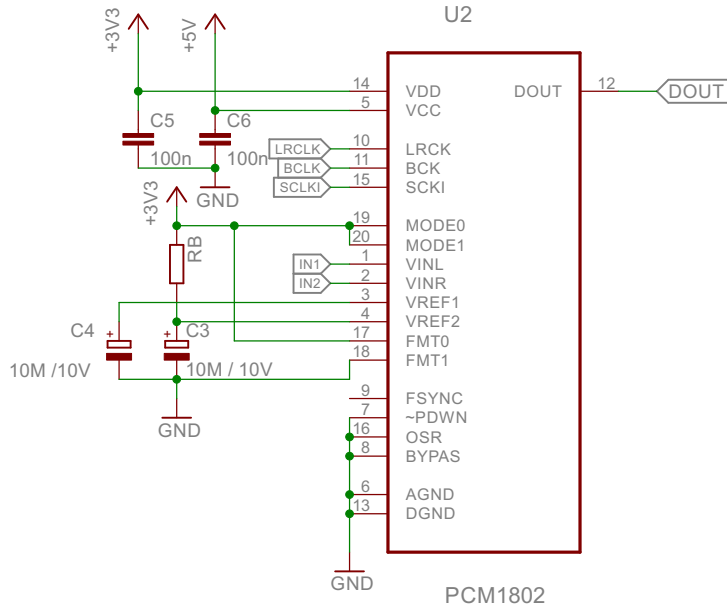 U2
+3V3
+5V
14 VDD DOUT 12 DOUT
5 VCC
C5 C6
100n 100n
LRCLK 10 LRCK
BCLK 11 BCK
SCLKI 15 SCKI
GND
+3V3
19 MODE0
20 MODE1
RB
IN1 1 VINL
IN2 2 VINR
3 VREF1
4 VREF2
C4 + + C3
17 FMT0
18 FMT1
10M /10V 10M / 10V
9 FSYNC
7 ~PDWN
GND
16 OSR
8 BYPAS
6 AGND
13 DGND
GND
PCM1802